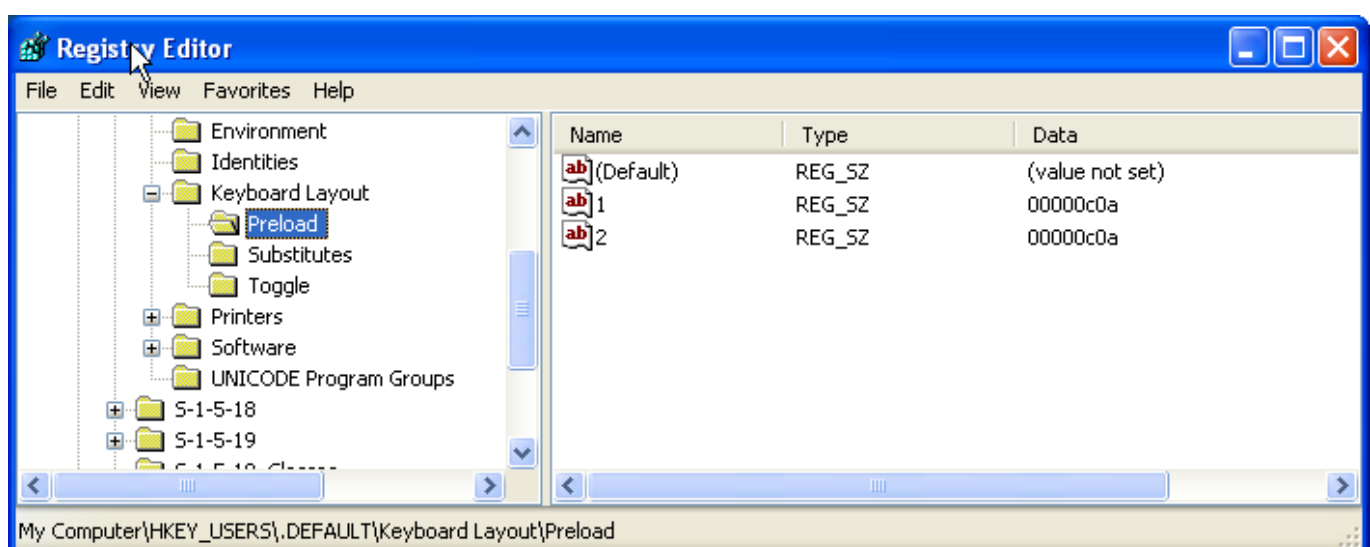 Registry Editor
File Edit View Favorites Help
Environment
Identities
Keyboard Layout
Preload
Substitutes
Toggle
Printers
Software
UNICODE Program Groups
S-1-5-18
S-1-5-19
Name Type Data
(Default) REG_SZ (value not set)
1 REG_SZ 00000c0a
2 REG_SZ 00000c0a
My Computer\HKEY_USERS\.DEFAULT\Keyboard Layout\Preload